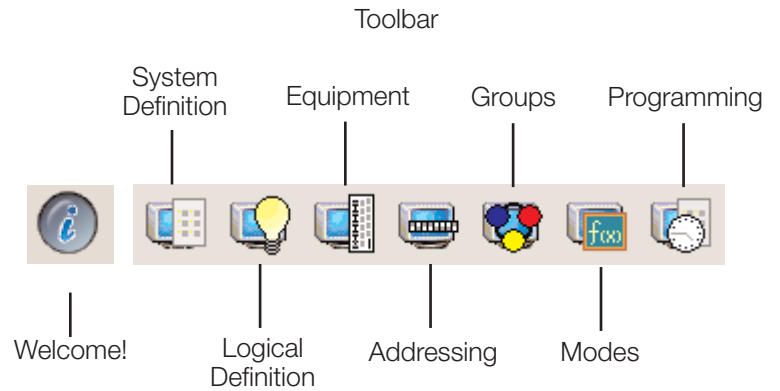 Toolbar
System
Definition
Equipment
Groups
Programming
i
f(x)
Welcome!
Logical
Definition
Addressing
Modes